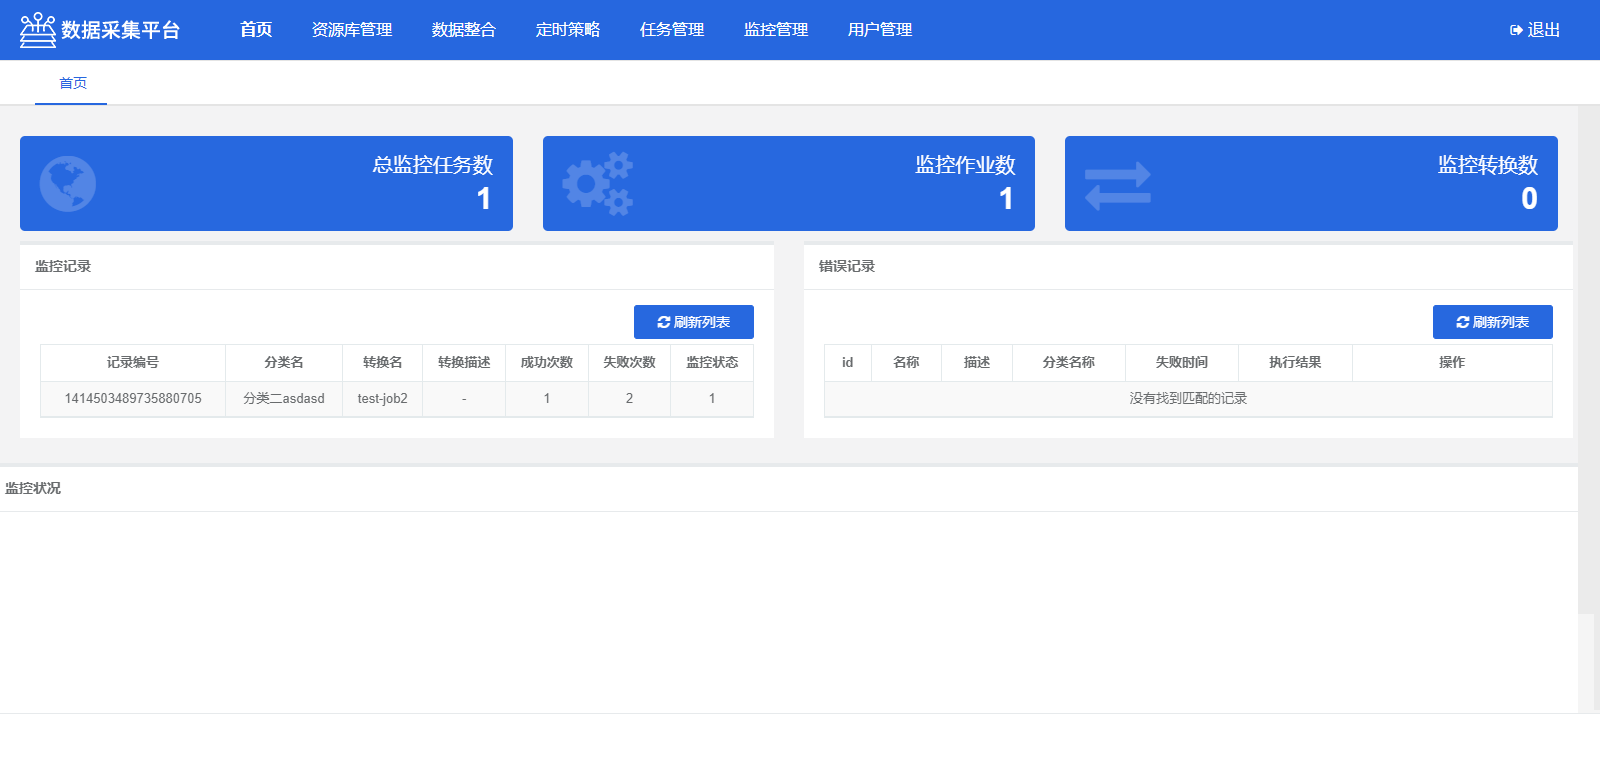 数据采集平台 首页 资源库管理 数据整合 定时策略 任务管理 监控管理 用户管理 退出
首页
总监控任务数
1
监控作业数
1
监控转换数
0
监控记录
刷新列表
记录编号 分类名 转换名 转换描述 成功次数 失败次数 监控状态
1414503489735880705 分类二asdasd test-job2 - 1 2 1
错误记录
刷新列表
id 名称 描述 分类名称 失败时间 执行结果 操作
没有找到匹配的记录
监控状况